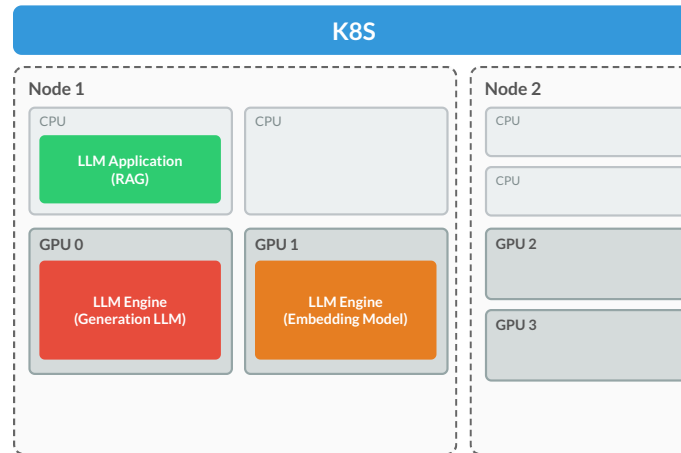 K8S
Node 1
CPU
LLM Application
(RAG)
CPU
GPU 0
LLM Engine
(Generation LLM)
GPU 1
LLM Engine
(Embedding Model)
Node 2
CPU
CPU
GPU 2
GPU 3